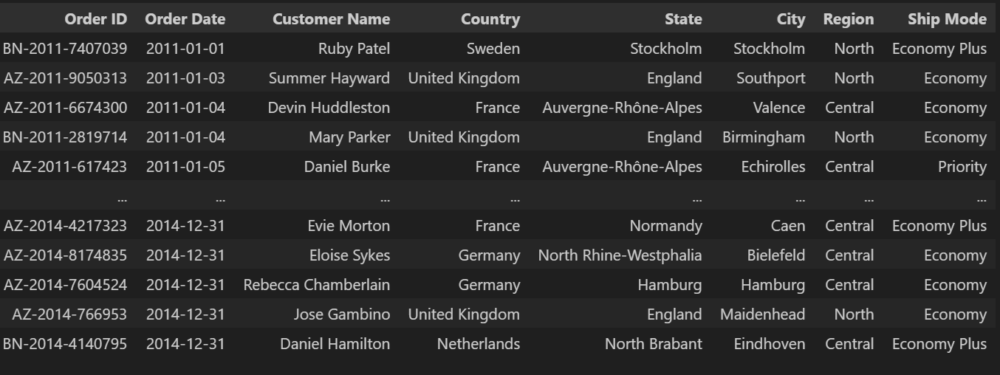 Order ID Order Date Customer Name Country State City Region Ship Mode
BN-2011-7407039 2011-01-01 Ruby Patel Sweden Stockholm Stockholm North Economy Plus
AZ-2011-9050313 2011-01-03 Summer Hayward United Kingdom England Southport North Economy
AZ-2011-6674300 2011-01-04 Devin Huddleston France Auvergne-Rhône-Alpes Valence Central Economy
BN-2011-2819714 2011-01-04 Mary Parker United Kingdom England Birmingham North Economy
AZ-2011-617423 2011-01-05 Daniel Burke France Auvergne-Rhône-Alpes Echirolles Central Priority
... ... ... ... ... ... ... ...
AZ-2014-4217323 2014-12-31 Evie Morton France Normandy Caen Central Economy Plus
AZ-2014-8174835 2014-12-31 Eloise Sykes Germany North Rhine-Westphalia Bielefeld Central Economy
AZ-2014-7604524 2014-12-31 Rebecca Chamberlain Germany Hamburg Hamburg Central Economy
AZ-2014-766953 2014-12-31 Jose Gambino United Kingdom England Maidenhead North Economy
BN-2014-4140795 2014-12-31 Daniel Hamilton Netherlands North Brabant Eindhoven Central Economy Plus